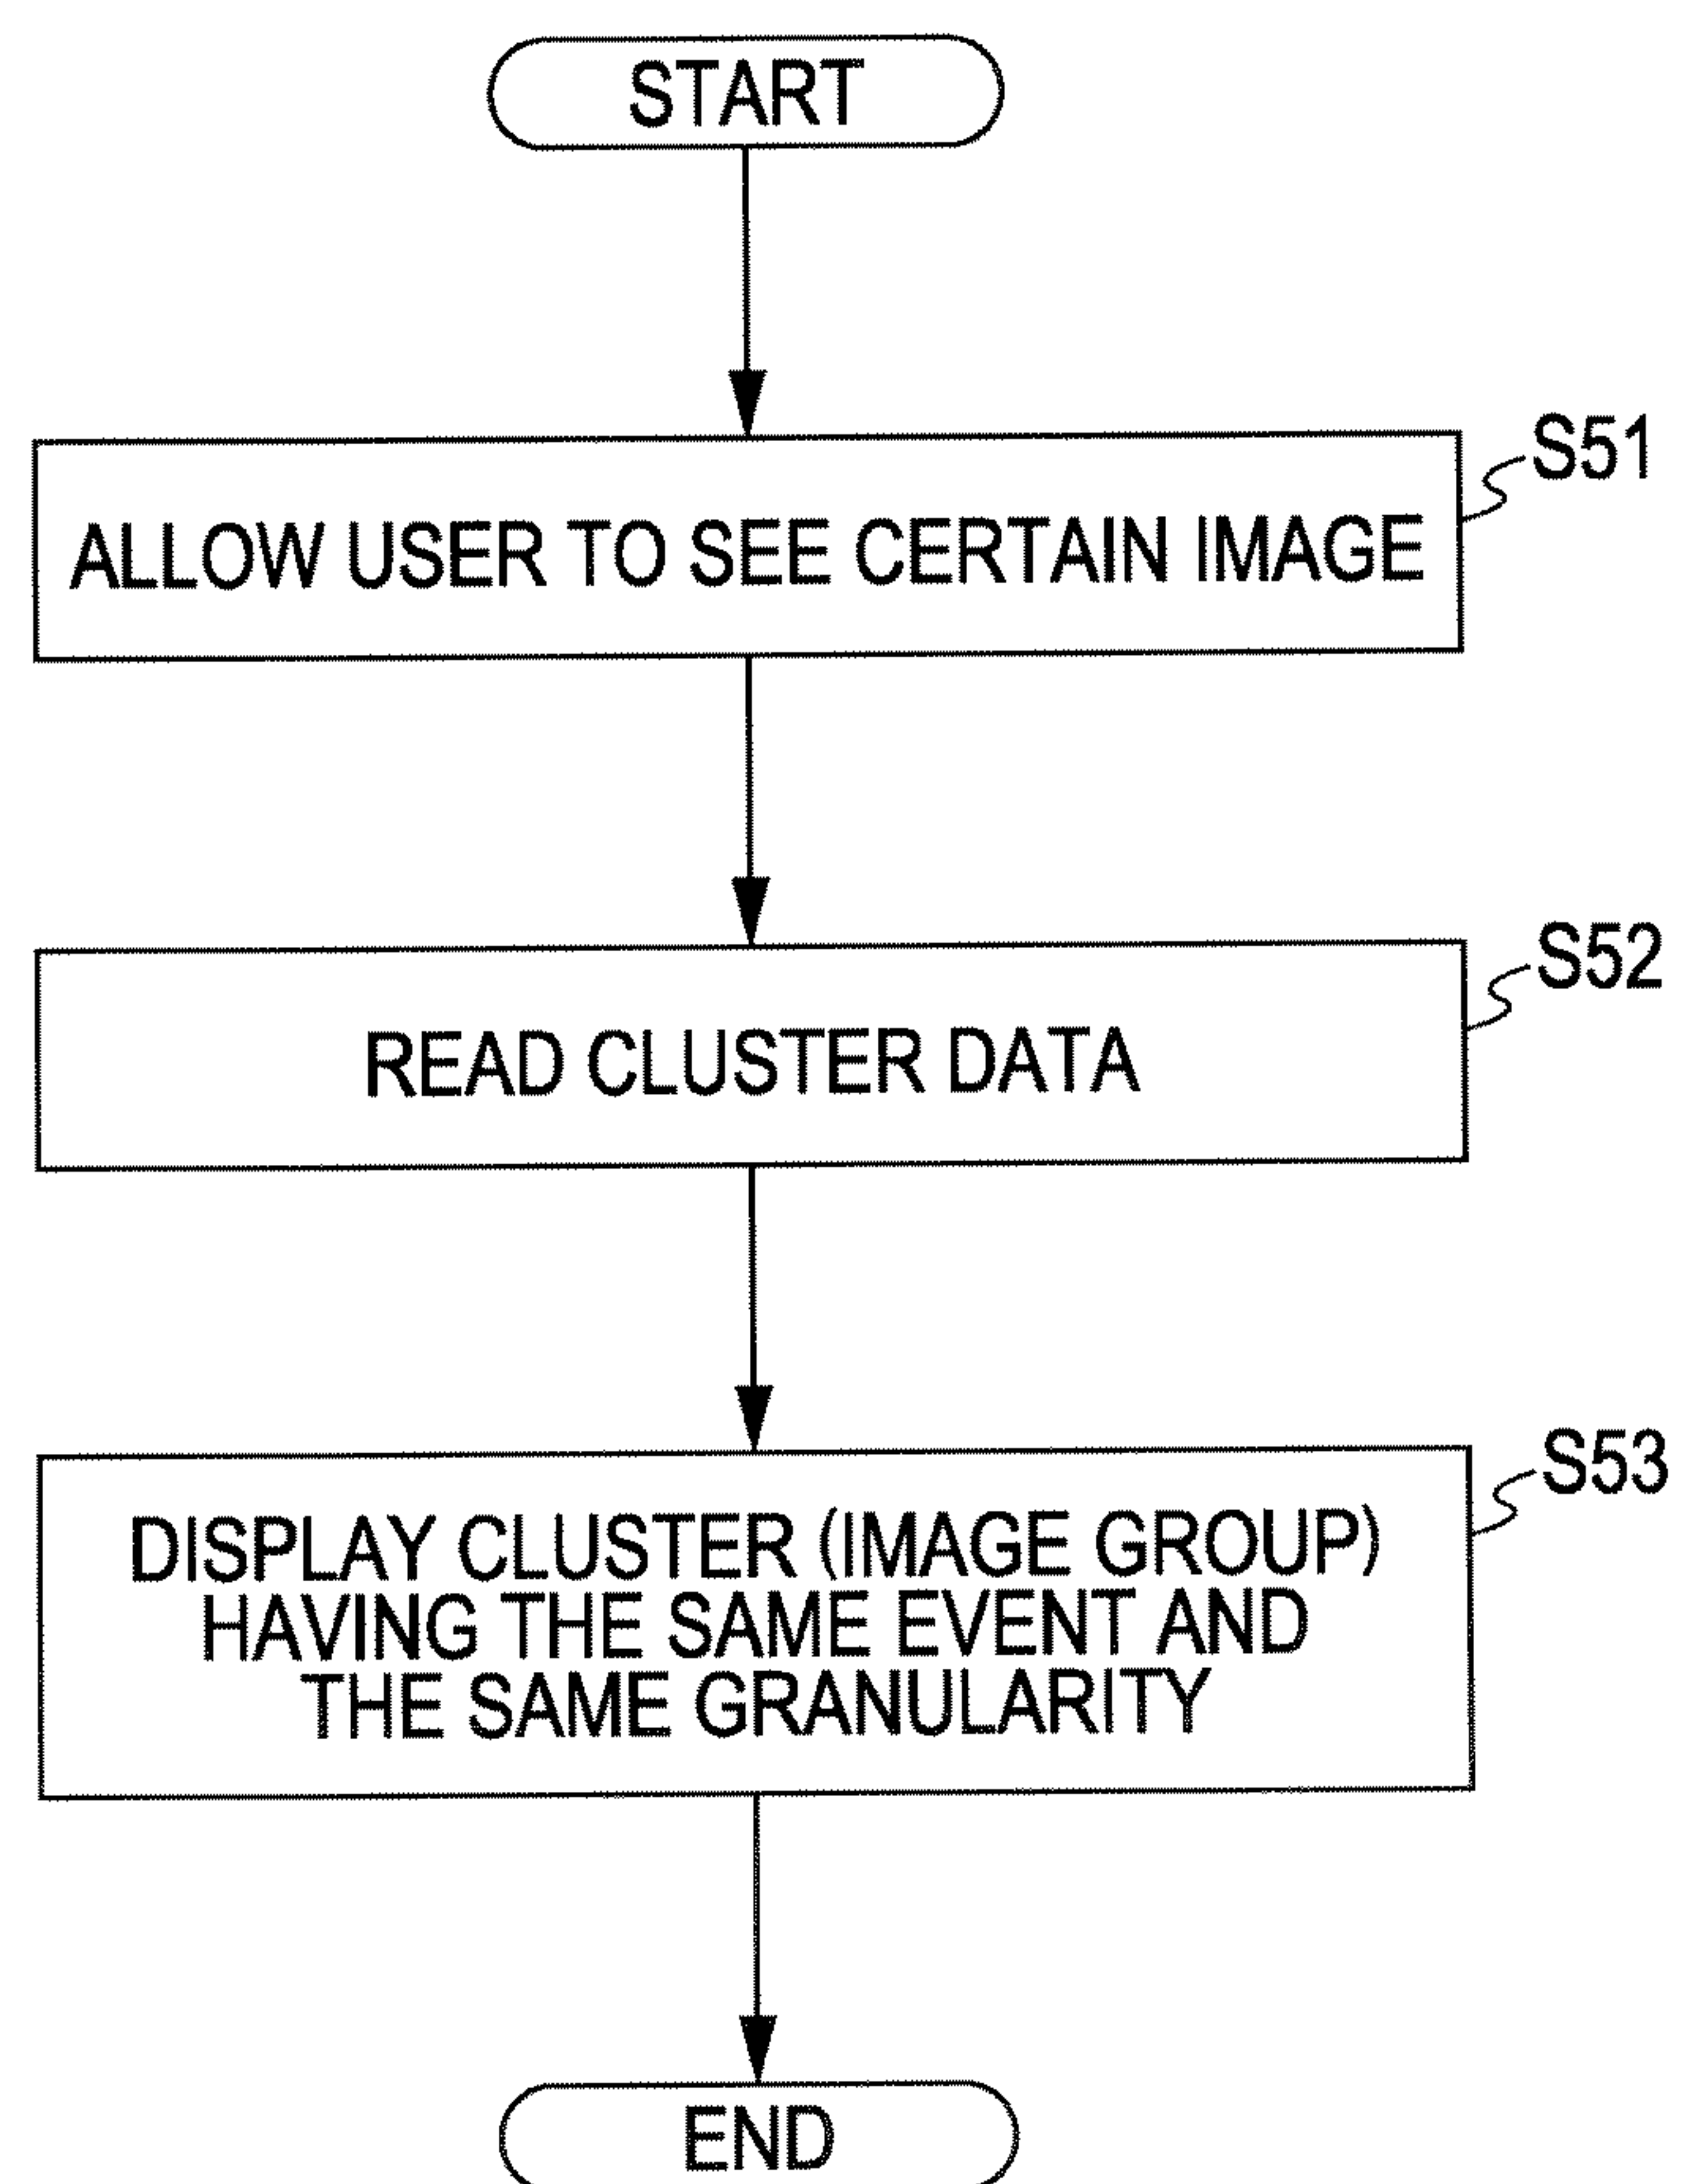 START
S51
ALLOW USER TO SEE CERTAIN IMAGE
S52
READ CLUSTER DATA
S53
DISPLAY CLUSTER (IMAGE GROUP)
HAVING THE SAME EVENT AND
THE SAME GRANULARITY
END